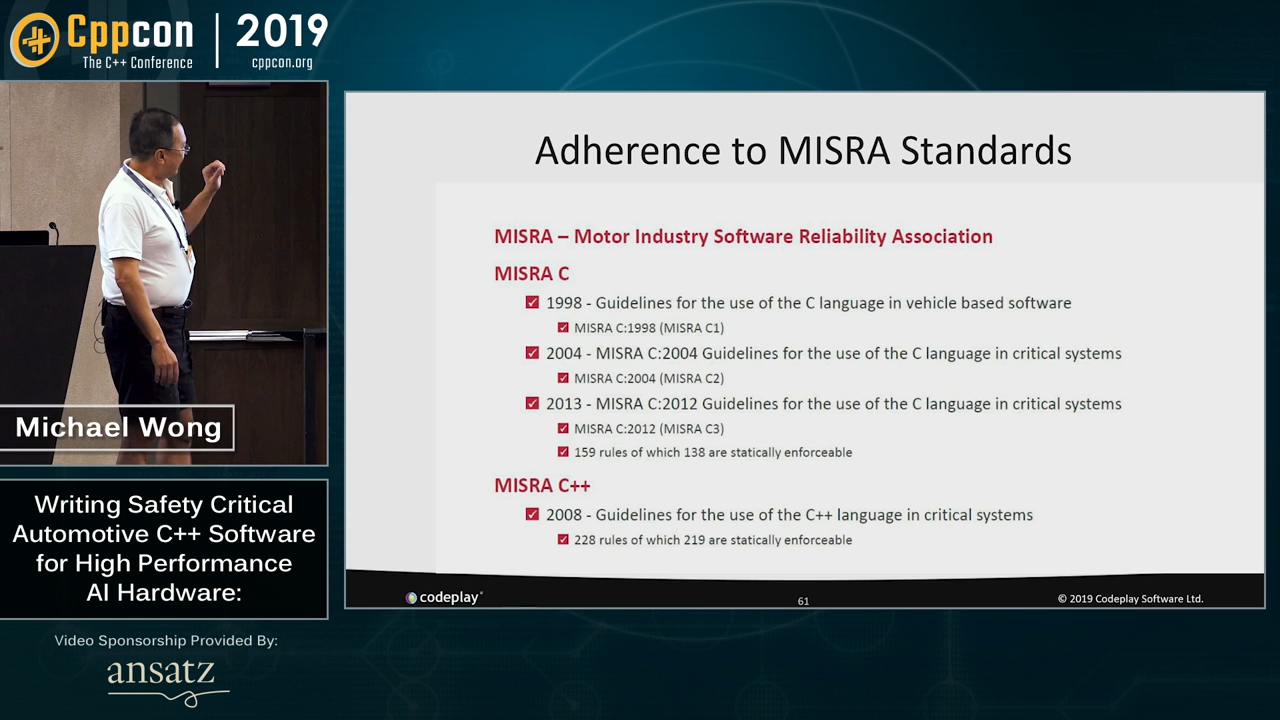 Cppcon | 2019
The C++ Conference
cppcon.org
Michael Wong
Writing Safety Critical
Automotive C++ Software
for High Performance
AI Hardware:
Video Sponsorship Provided By:
ansatz
Adherence to MISRA Standards
MISRA – Motor Industry Software Reliability Association
MISRA C
1998 - Guidelines for the use of the C language in vehicle based software
MISRA C:1998 (MISRA C1)
2004 - MISRA C:2004 Guidelines for the use of the C language in critical systems
MISRA C:2004 (MISRA C2)
2013 - MISRA C:2012 Guidelines for the use of the C language in critical systems
MISRA C:2012 (MISRA C3)
159 rules of which 138 are statically enforceable
MISRA C++
2008 - Guidelines for the use of the C++ language in critical systems
228 rules of which 219 are statically enforceable
codeplay
61
© 2019 Codeplay Software Ltd.